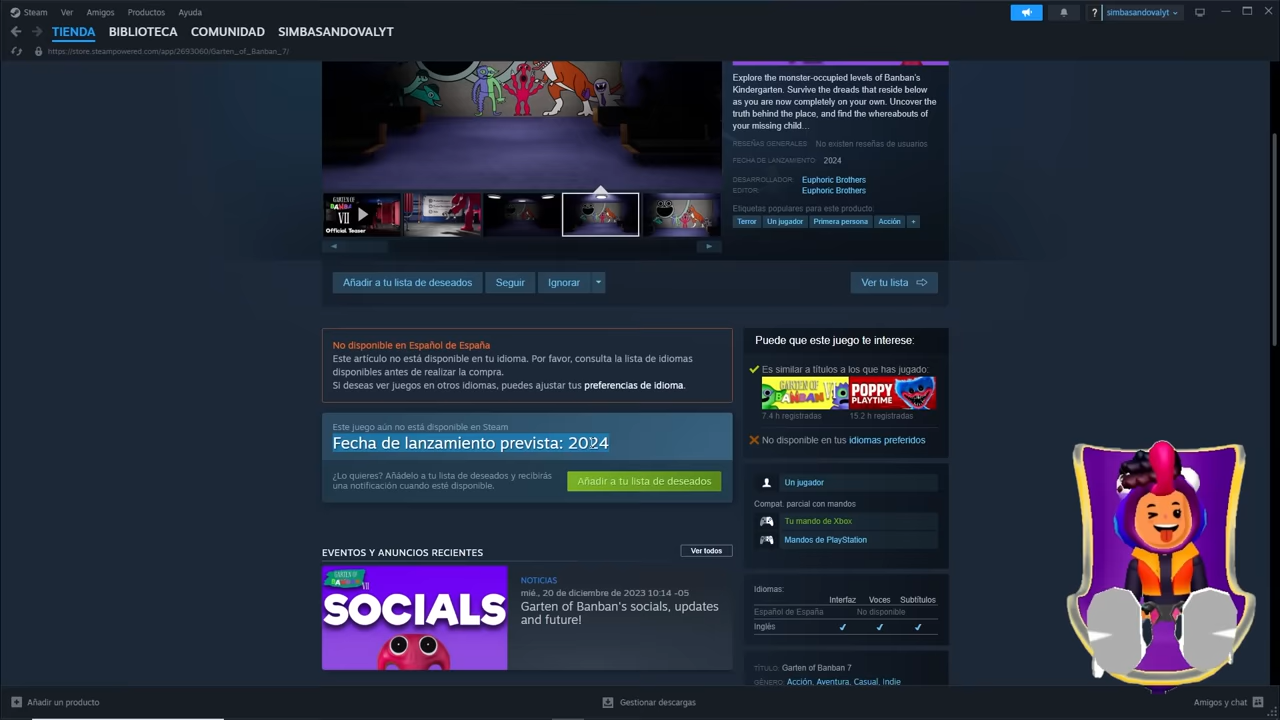 Steam Ver Amigos Productos Ayuda
? simbasandovalyt
TIENDA BIBLIOTECA COMUNIDAD SIMBASANDOVALYT
https://store.steampowered.com/app/2693060/Garten_of_Banban_7/
Explore the monster-occupied levels of Banban's
Kindergarten. Survive the dreads that reside below
as you are now completely on your own. Uncover the
truth behind the place, and find the whereabouts of
your missing child...
RESEÑAS GENERALES: No existen reseñas de usuarios
FECHA DE LANZAMIENTO: 2024
DESARROLLADOR: Euphoric Brothers
EDITOR: Euphoric Brothers
Etiquetas populares para este producto:
Terror Un jugador Primera persona Acción +
GARTEN OF BANBAN
VII
Official Teaser
Añadir a tu lista de deseados Seguir Ignorar Ver tu lista
No disponible en Español de España
Este artículo no está disponible en tu idioma. Por favor, consulta la lista de idiomas
disponibles antes de realizar la compra.
Si deseas ver juegos en otros idiomas, puedes ajustar tus preferencias de idioma.
Este juego aún no está disponible en Steam
Fecha de lanzamiento prevista: 2024
¿Lo quieres? Añádelo a tu lista de deseados y recibirás
una notificación cuando esté disponible.
Añadir a tu lista de deseados
EVENTOS Y ANUNCIOS RECIENTES Ver todos
GARTEN OF
BANBAN VII
SOCIALS
NOTICIAS
mié., 20 de diciembre de 2023 10:14 -05
Garten of Banban's socials, updates
and future!
Puede que este juego te interese:
Es similar a títulos a los que has jugado:
GARTEN OF
BANBAN VI
POPPY
PLAYTIME
7.4 h registradas 15.2 h registradas
No disponible en tus idiomas preferidos
Un jugador
Compat. parcial con mandos
Tu mando de Xbox
Mandos de PlayStation
Idiomas:
Interfaz Voces Subtítulos
Español de España No disponible
Inglés ✔ ✔ ✔
TÍTULO: Garten of Banban 7
GÉNERO: Acción, Aventura, Casual, Indie
Añadir un producto Gestionar descargas Amigos y chat